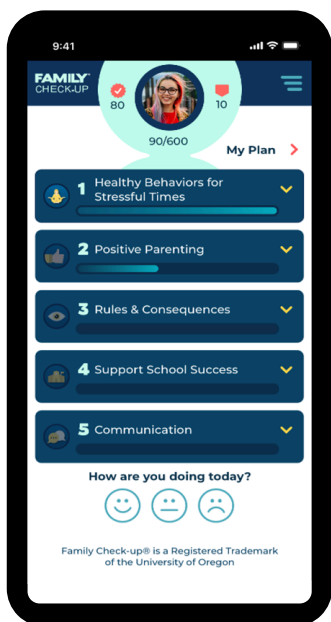 9:41
FAMILY™
CHECK-UP
80
10
90/600
My Plan
1 Healthy Behaviors for
Stressful Times
2 Positive Parenting
3 Rules & Consequences
4 Support School Success
5 Communication
How are you doing today?
Family Check-up® is a Registered Trademark
of the University of Oregon